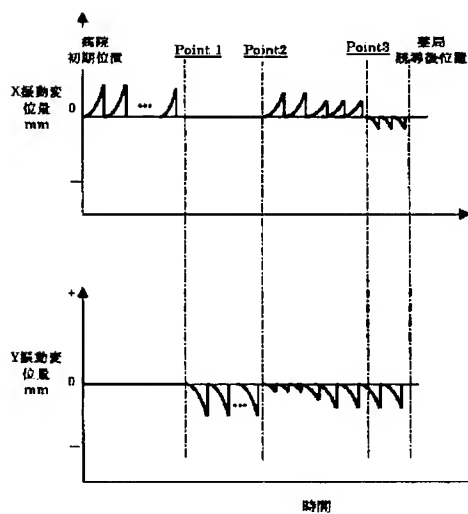 病院
初期位置
Point 1
Point2
Point3
薬局
誘導後位置
X振動変
位量
mm
0
−
+
Y振動変
位量
mm
0
−
時間